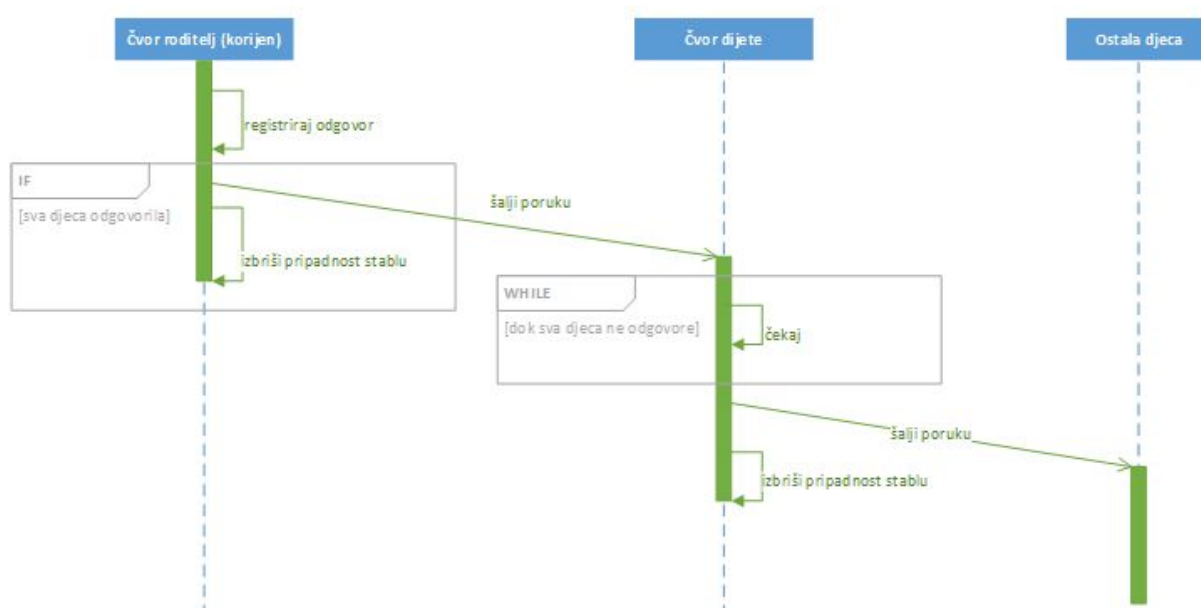 Čvor roditelj (korijen)
Čvor dijete
Ostala djeca
registriraj odgovor
IF
[sva djeca odgovorila]
šalji poruku
izbriši pripadnost stablu
WHILE
[dok sva djeca ne odgovore]
čekaj
šalji poruku
izbriši pripadnost stablu